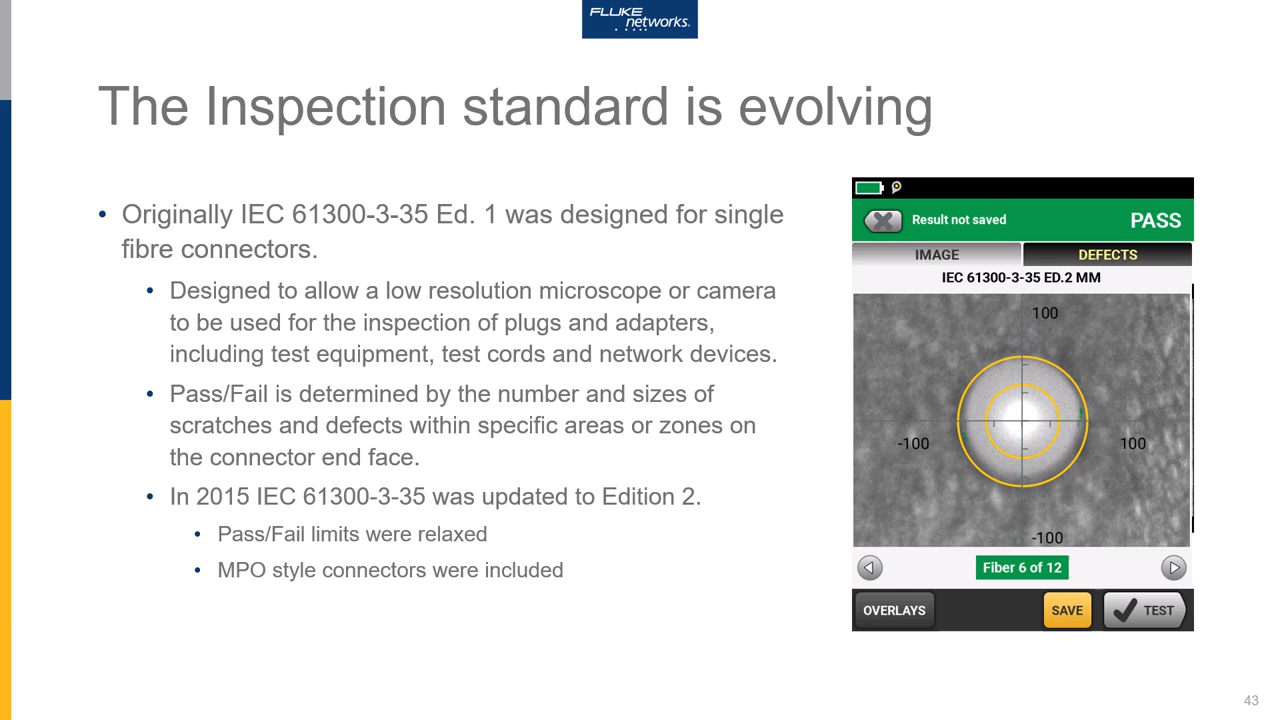 FLUKE
networks®
The Inspection standard is evolving
• Originally IEC 61300-3-35 Ed. 1 was designed for single
fibre connectors.
• Designed to allow a low resolution microscope or camera
to be used for the inspection of plugs and adapters,
including test equipment, test cords and network devices.
• Pass/Fail is determined by the number and sizes of
scratches and defects within specific areas or zones on
the connector end face.
• In 2015 IEC 61300-3-35 was updated to Edition 2.
• Pass/Fail limits were relaxed
• MPO style connectors were included
Result not saved
PASS
IMAGE
DEFECTS
IEC 61300-3-35 ED.2 MM
100
-100
100
-100
Fiber 6 of 12
OVERLAYS
SAVE
TEST
43